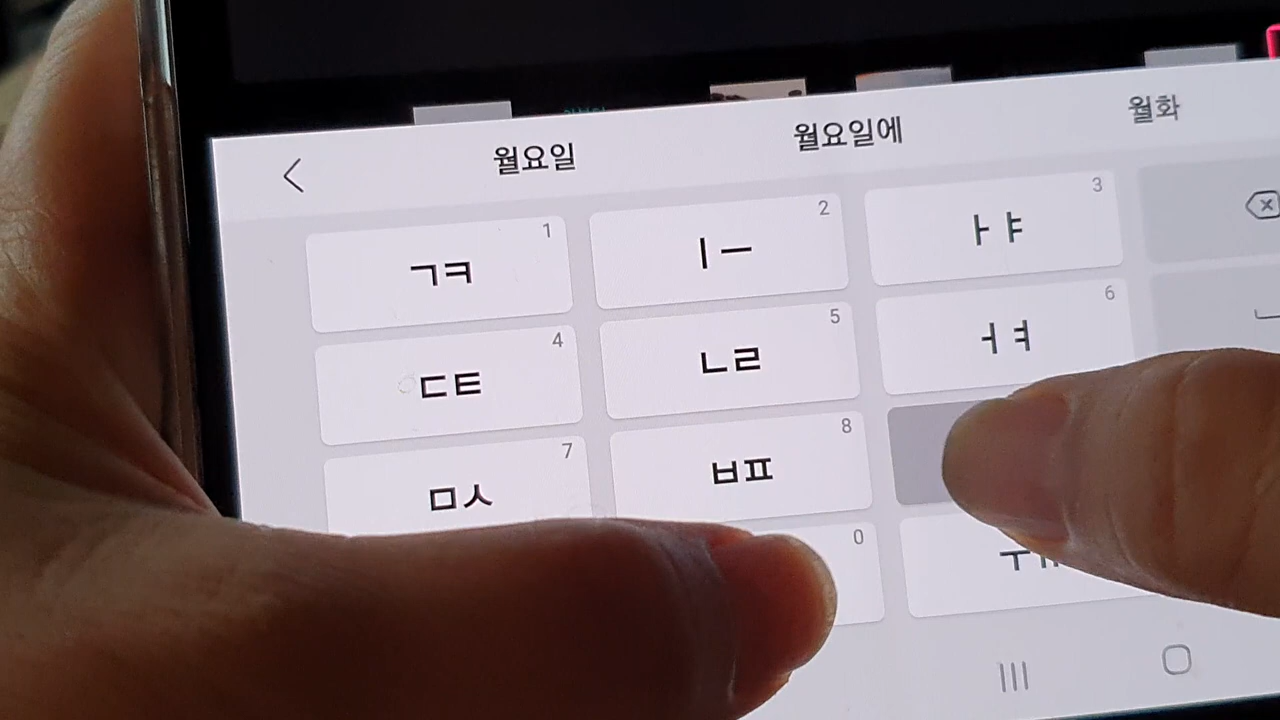 월요일 월요일에 월화
ㄱㅋ 1 ㅣㅡ 2 ㅏㅑ 3
ㄷㅌ 4 ㄴㄹ 5 ㅓㅕ 6
ㅁㅅ 7 ㅂㅍ 8
0 ㅜㅠ